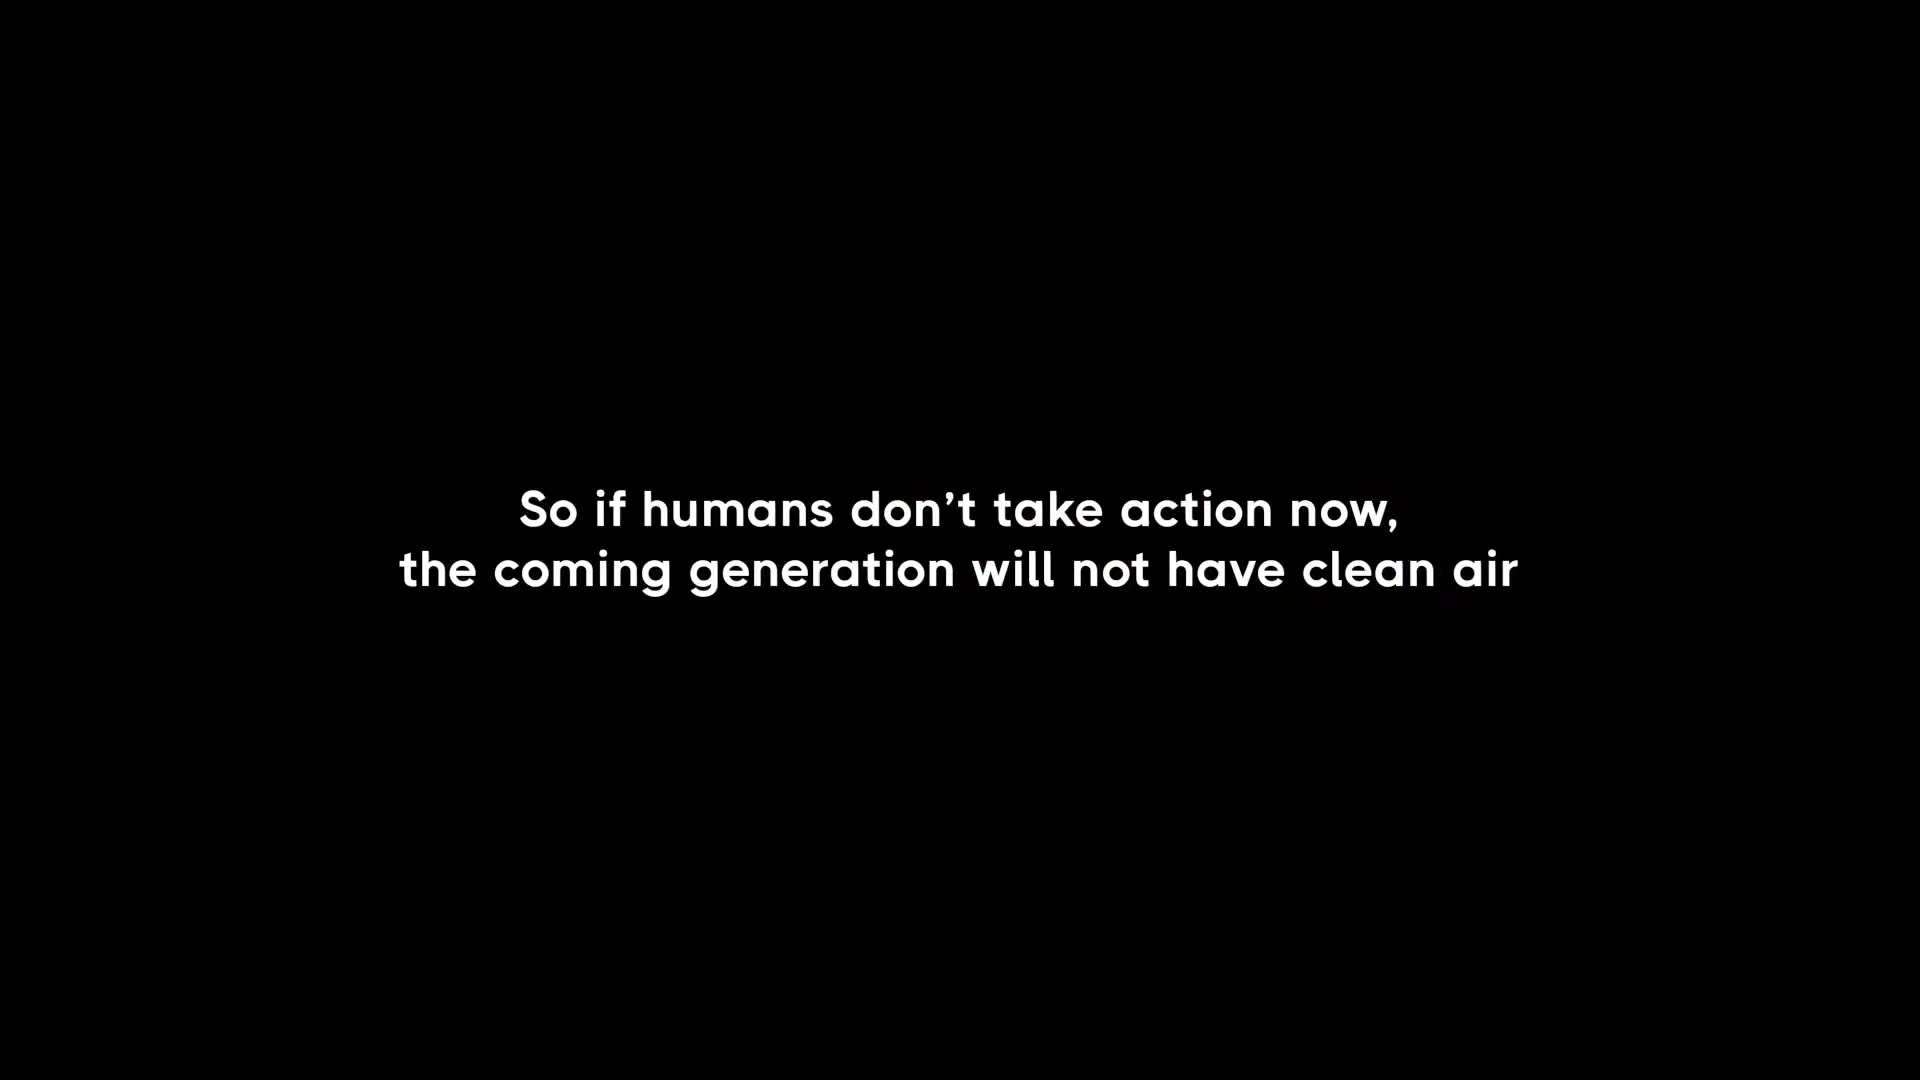 So if humans don’t take action now,
the coming generation will not have clean air